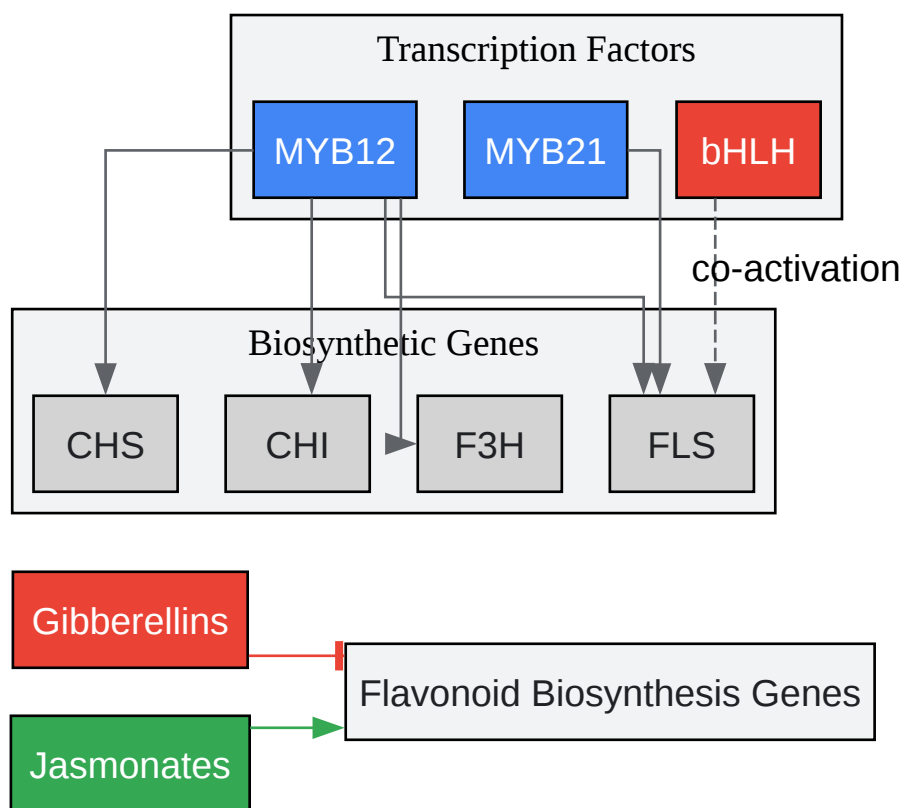 Transcription Factors
MYB12 MYB21 bHLH
co-activation
Biosynthetic Genes
CHS CHI F3H FLS
Gibberellins
Flavonoid Biosynthesis Genes
Jasmonates